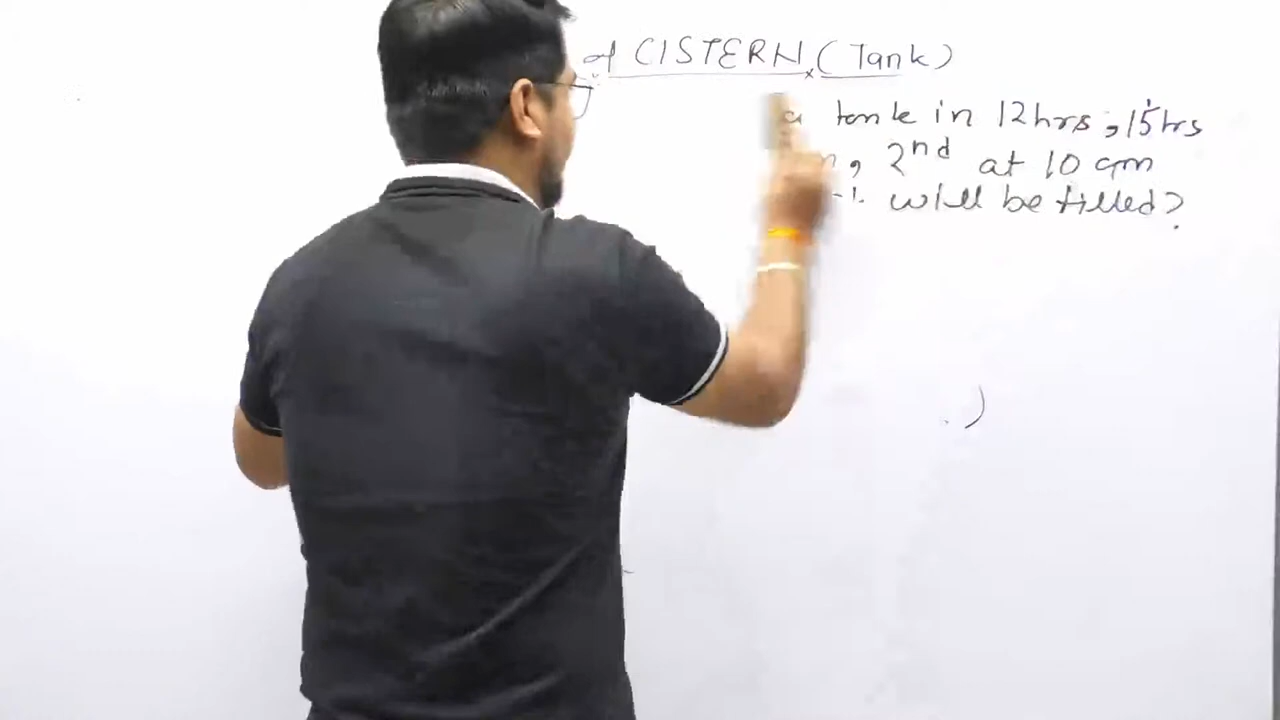 of CISTERN (Tank)
a tank in 12hrs, 15hrs
2nd at 10 am
will be filled?
)